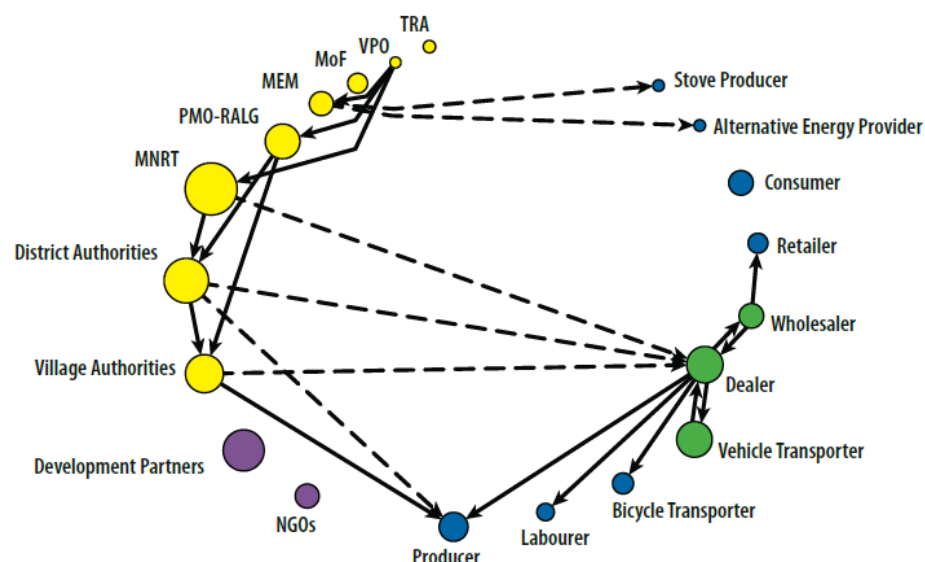 TRA
VPO
MoF
MEM
Stove Producer
PMO-RALG
Alternative Energy Provider
MNRT
Consumer
District Authorities
Retailer
Wholesaler
Village Authorities
Dealer
Development Partners
Vehicle Transporter
NGOs
Bicycle Transporter
Labourer
Producer